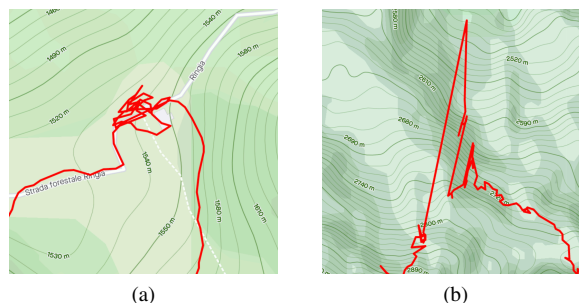 1540 m
1490 m
1580 m
Ringia
1520 m
1540 m
Strada forestale Ringia
1550 m
1580 m
1610 m
1530 m
(a)
2520 m
2610 m
2590 m
2680 m
2690 m
2740 m
2890 m
(b)